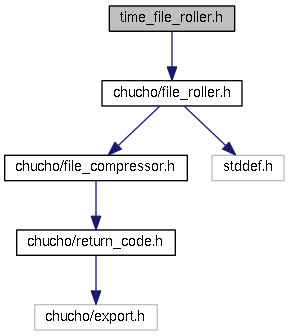 time_file_roller.h
chucho/file_roller.h
chucho/file_compressor.h
stddef.h
chucho/return_code.h
chucho/export.h